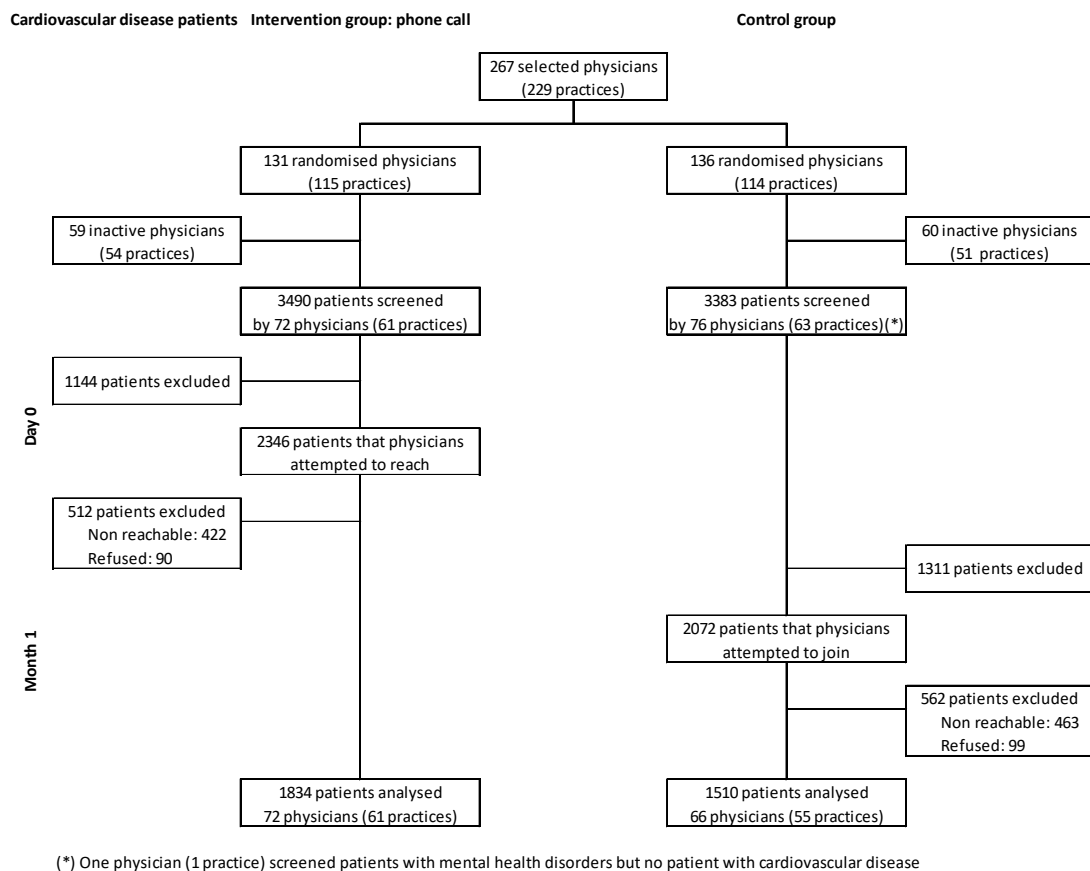 Cardiovascular disease patients
Intervention group: phone call
Control group
267 selected physicians
(229 practices)
131 randomised physicians
(115 practices)
136 randomised physicians
(114 practices)
59 inactive physicians
(54 practices)
60 inactive physicians
(51 practices)
3490 patients screened
by 72 physicians (61 practices)
3383 patients screened
by 76 physicians (63 practices)(*)
1144 patients excluded
Day 0
2346 patients that physicians
attempted to reach
512 patients excluded
Non reachable: 422
Refused: 90
1311 patients excluded
Month 1
2072 patients that physicians
attempted to join
562 patients excluded
Non reachable: 463
Refused: 99
1834 patients analysed
72 physicians (61 practices)
1510 patients analysed
66 physicians (55 practices)
(*) One physician (1 practice) screened patients with mental health disorders but no patient with cardiovascular disease